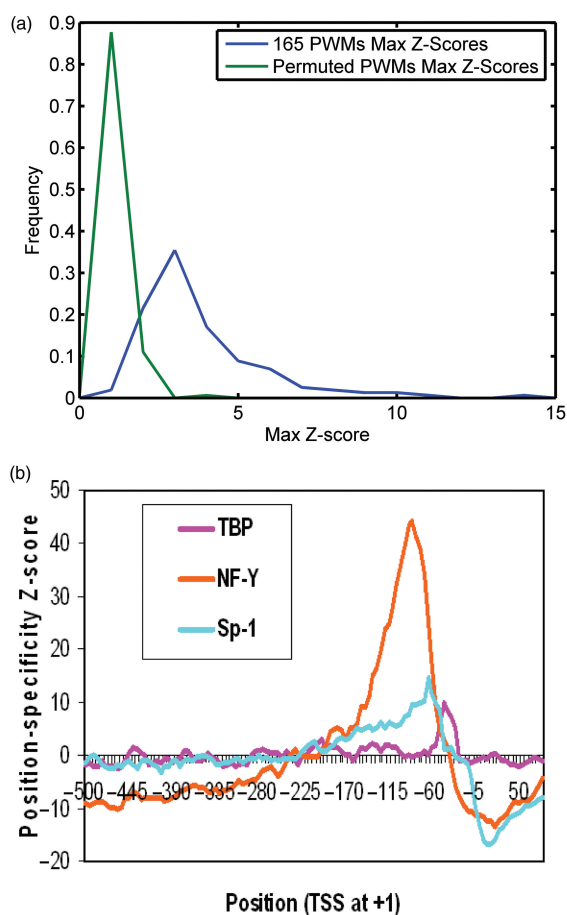 (a)
0.9
0.8
0.7
0.6
0.5
0.4
0.3
0.2
0.1
0
Frequency
165 PWMs Max Z-Scores
Permuted PWMs Max Z-Scores
0 5 10 15
Max Z-score
(b)
50
40
30
20
10
0
−10
−20
Position-specificity Z-score
TBP
NF-Y
Sp-1
−500 −445 −390 −335 −280 −225 −170 −115 −60 −5 50
Position (TSS at +1)